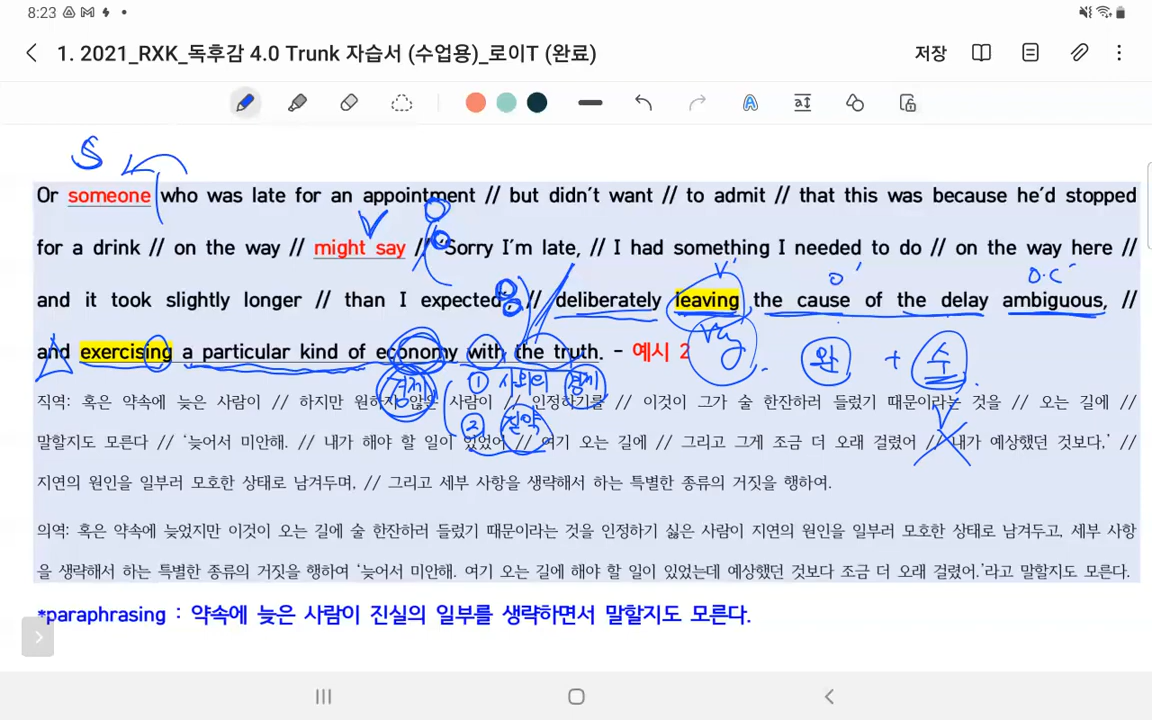 8:23
1. 2021_RXK_독후감 4.0 Trunk 자습서 (수업용)_로이T (완료)
저장
S
Or someone who was late for an appointment // but didn't want // to admit // that this was because he'd stopped
V
for a drink // on the way // might say // 'Sorry I'm late, // I had something I needed to do // on the way here //
V' O' O.C'
and it took slightly longer // than I expected,' // deliberately leaving the cause of the delay ambiguous, //
and exercising a particular kind of economy with the truth. - 예시 2
Ving 완 + 수
경제 ① 사회의 경제
직역: 혹은 약속에 늦은 사람이 // 하지만 원하지 않은 사람이 // 인정하기를 // 이것이 그가 술 한잔하러 들렀기 때문이라는 것을 // 오는 길에 //
② 절약 V
말할지도 모른다 // '늦어서 미안해. // 내가 해야 할 일이 있었어 // 여기 오는 길에 // 그리고 그게 조금 더 오래 걸렸어 // 내가 예상했던 것보다,' //
지연의 원인을 일부러 모호한 상태로 남겨두며, // 그리고 세부 사항을 생략해서 하는 특별한 종류의 거짓을 행하여.
의역: 혹은 약속에 늦었지만 이것이 오는 길에 술 한잔하러 들렀기 때문이라는 것을 인정하기 싫은 사람이 지연의 원인을 일부러 모호한 상태로 남겨두고, 세부 사항
을 생략해서 하는 특별한 종류의 거짓을 행하여 '늦어서 미안해. 여기 오는 길에 해야 할 일이 있었는데 예상했던 것보다 조금 더 오래 걸렸어.'라고 말할지도 모른다.
*paraphrasing : 약속에 늦은 사람이 진실의 일부를 생략하면서 말할지도 모른다.